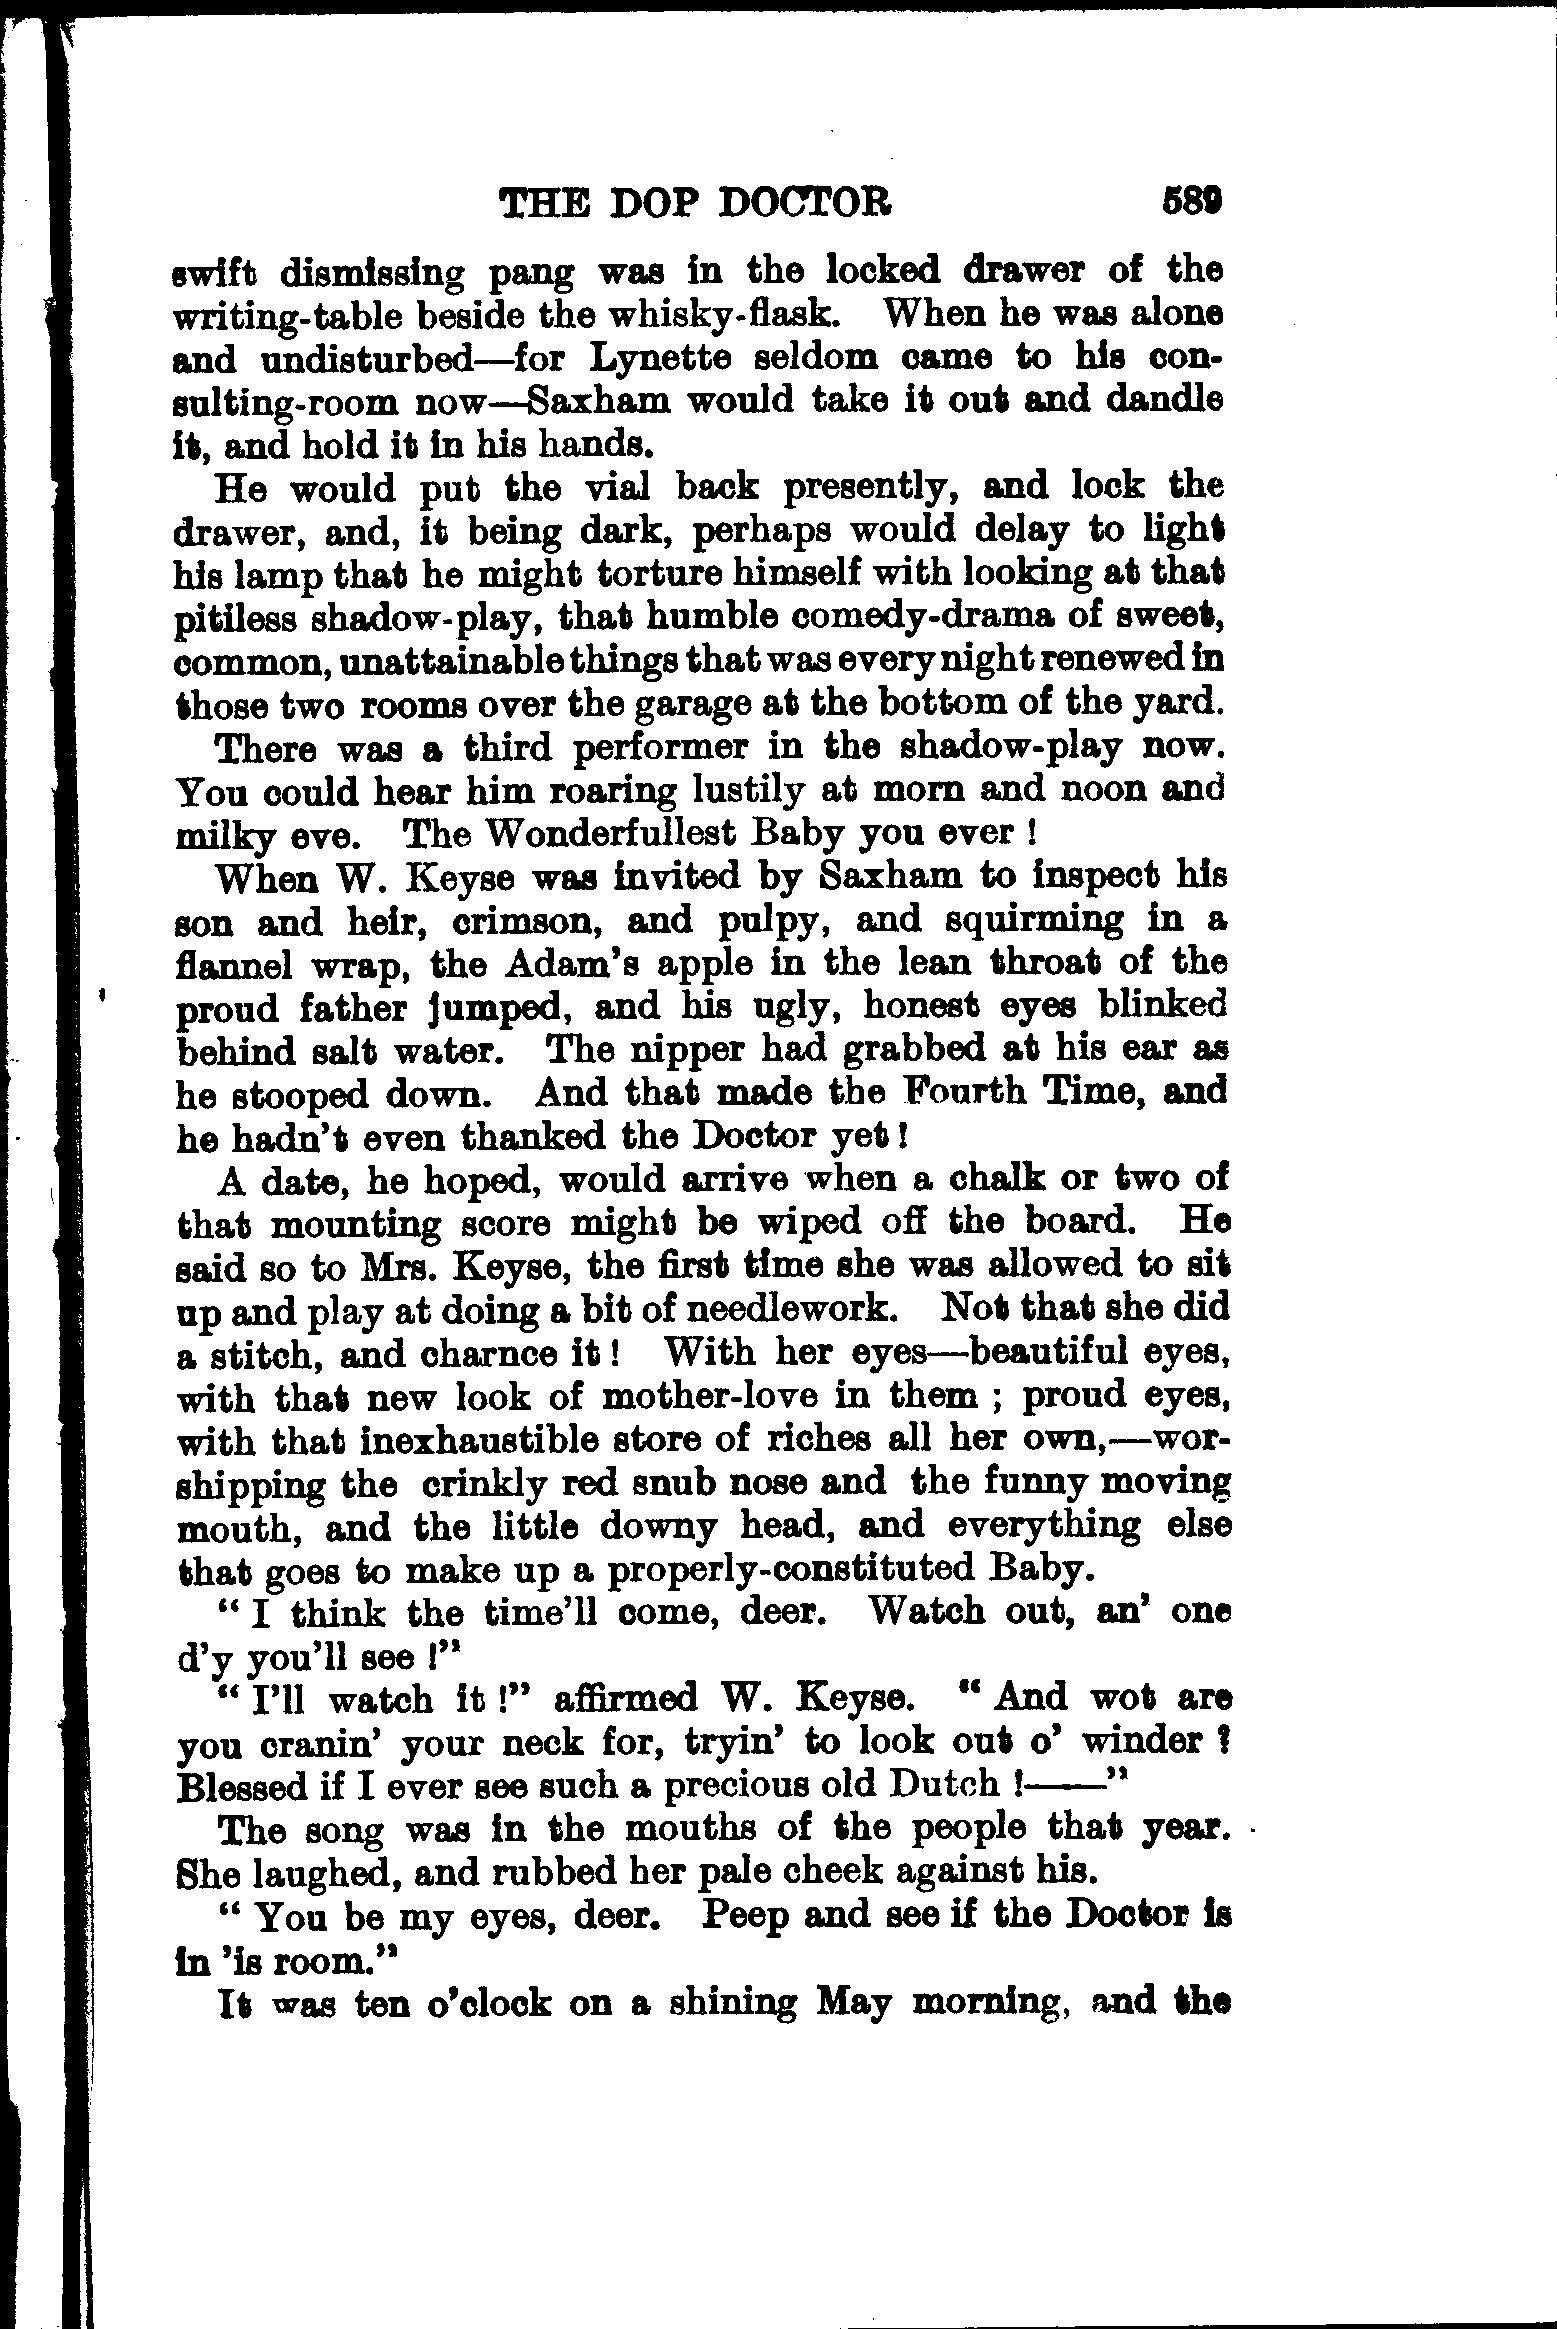 THE DOP DOCTOR 589
swift dismissing pang was in the locked drawer of the
writing-table beside the whisky-flask. When he was alone
and undisturbed—for Lynette seldom came to his con-
sulting-room now—Saxham would take it out and dandle
it, and hold it in his hands.
He would put the vial back presently, and lock the
drawer, and, it being dark, perhaps would delay to light
his lamp that he might torture himself with looking at that
pitiless shadow-play, that humble comedy-drama of sweet,
common, unattainable things that was every night renewed in
those two rooms over the garage at the bottom of the yard.
There was a third performer in the shadow-play now.
You could hear him roaring lustily at morn and noon and
milky eve. The Wonderfullest Baby you ever !
When W. Keyse was invited by Saxham to inspect his
son and heir, crimson, and pulpy, and squirming in a
flannel wrap, the Adam's apple in the lean throat of the
proud father jumped, and his ugly, honest eyes blinked
behind salt water. The nipper had grabbed at his ear as
he stooped down. And that made the Fourth Time, and
he hadn't even thanked the Doctor yet !
A date, he hoped, would arrive when a chalk or two of
that mounting score might be wiped off the board. He
said so to Mrs. Keyse, the first time she was allowed to sit
up and play at doing a bit of needlework. Not that she did
a stitch, and charnce it ! With her eyes—beautiful eyes,
with that new look of mother-love in them ; proud eyes,
with that inexhaustible store of riches all her own,—wor-
shipping the crinkly red snub nose and the funny moving
mouth, and the little downy head, and everything else
that goes to make up a properly-constituted Baby.
" I think the time'll come, deer. Watch out, an' one
d'y you'll see !"
" I'll watch it !" affirmed W. Keyse. " And wot are
you cranin' your neck for, tryin' to look out o' winder ?
Blessed if I ever see such a precious old Dutch !——"
The song was in the mouths of the people that year.
She laughed, and rubbed her pale cheek against his.
" You be my eyes, deer. Peep and see if the Doctor is
in 'is room."
It was ten o'clock on a shining May morning, and the